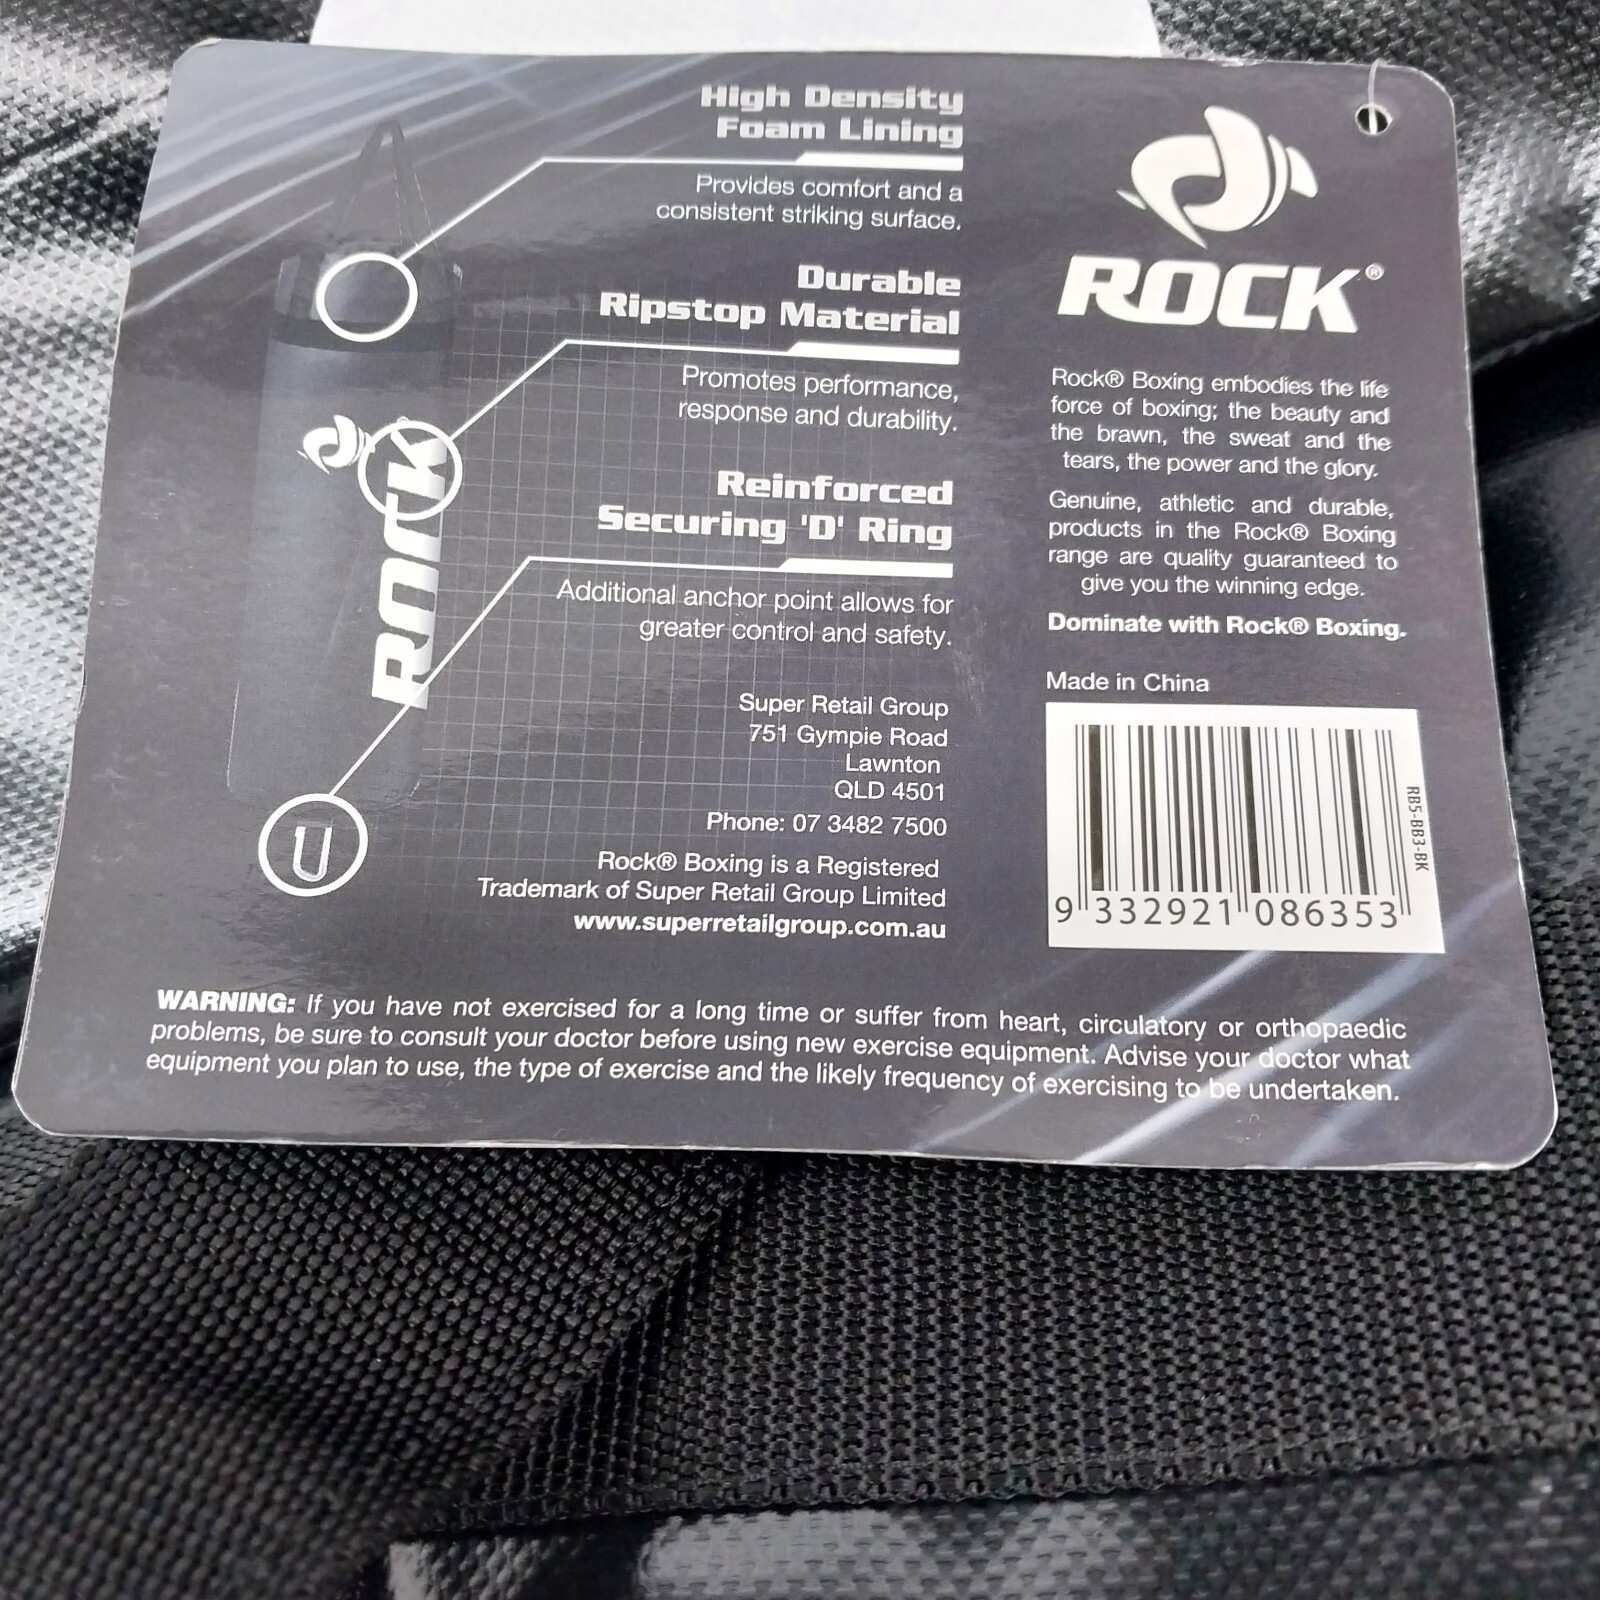 High Density
Foam Lining
Provides comfort and a
consistent striking surface.
Durable
Ripstop Material
Promotes performance,
response and durability.
Reinforced
Securing 'D' Ring
Additional anchor point allows for
greater control and safety.
ROCK
Super Retail Group
751 Gympie Road
Lawnton
QLD 4501
Phone: 07 3482 7500
Rock® Boxing is a Registered
Trademark of Super Retail Group Limited
www.superretailgroup.com.au
ROCK®
Rock® Boxing embodies the life
force of boxing; the beauty and
the brawn, the sweat and the
tears, the power and the glory.
Genuine, athletic and durable,
products in the Rock® Boxing
range are quality guaranteed to
give you the winning edge.
Dominate with Rock® Boxing.
Made in China
RB5-BB3-BK
9 332921 086353
WARNING: If you have not exercised for a long time or suffer from heart, circulatory or orthopaedic
problems, be sure to consult your doctor before using new exercise equipment. Advise your doctor what
equipment you plan to use, the type of exercise and the likely frequency of exercising to be undertaken.